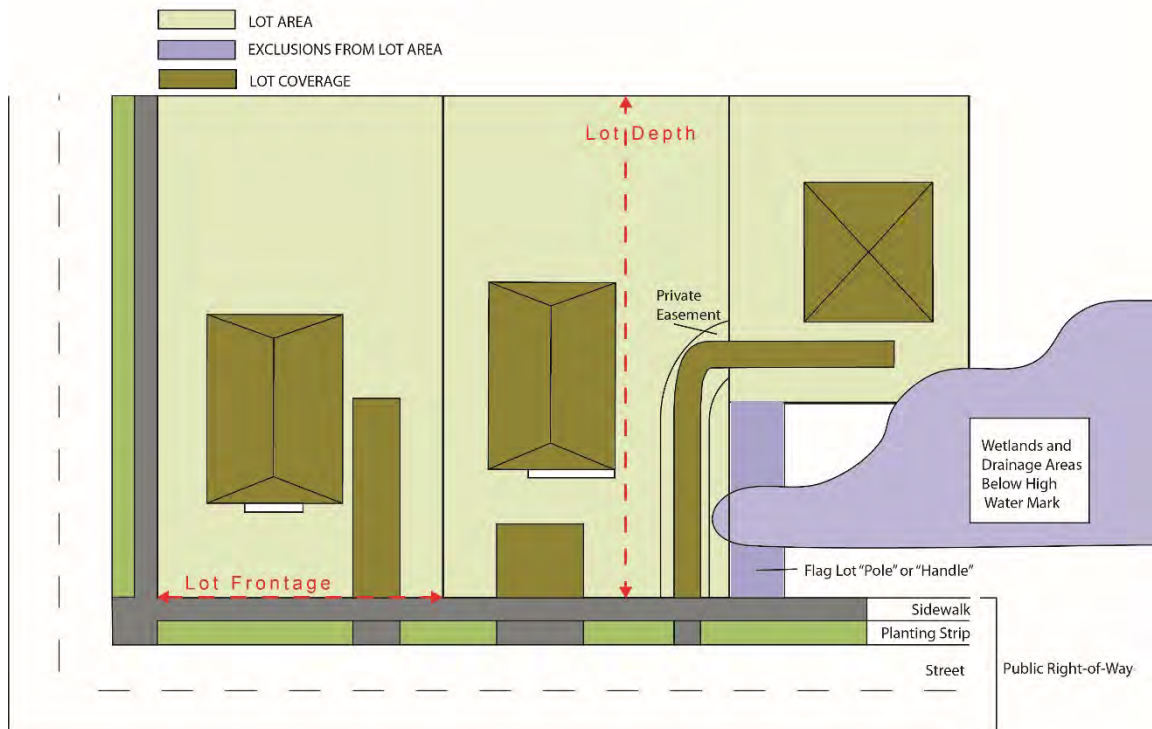 LOT AREA
EXCLUSIONS FROM LOT AREA
LOT COVERAGE
Lot Depth
Private
Easement
Wetlands and
Drainage Areas
Below High
Water Mark
Flag Lot "Pole" or "Handle"
Lot Frontage
Sidewalk
Planting Strip
Street
Public Right-of-Way